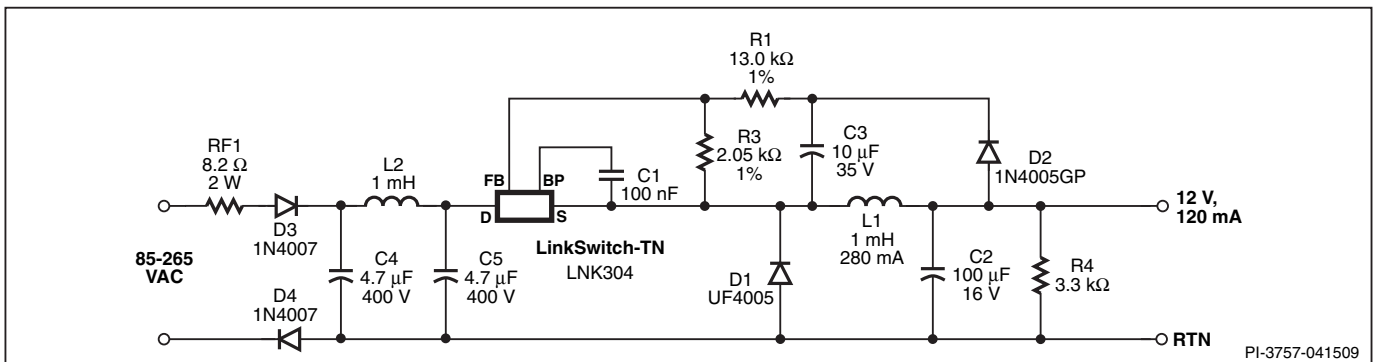 R1
13.0 kΩ
1%
RF1
8.2 Ω
2 W
L2
1 mH
FB
BP
D
S
C1
100 nF
R3
2.05 kΩ
1%
C3
10 μF
35 V
D2
1N4005GP
D3
1N4007
85-265
VAC
C4
4.7 μF
400 V
C5
4.7 μF
400 V
LinkSwitch-TN
LNK304
D1
UF4005
L1
1 mH
280 mA
C2
100 μF
16 V
R4
3.3 kΩ
12 V,
120 mA
D4
1N4007
RTN
PI-3757-041509